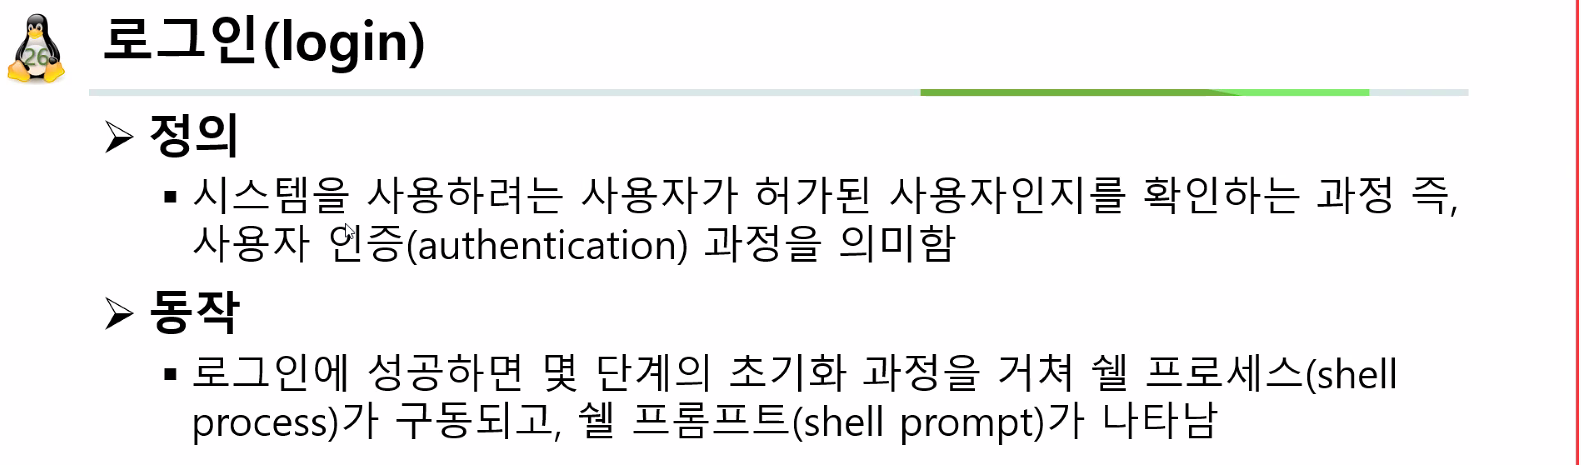 26
로그인(login)
정의
시스템을 사용하려는 사용자가 허가된 사용자인지를 확인하는 과정 즉,
사용자 인증(authentication) 과정을 의미함
동작
로그인에 성공하면 몇 단계의 초기화 과정을 거쳐 쉘 프로세스(shell
process)가 구동되고, 쉘 프롬프트(shell prompt)가 나타남